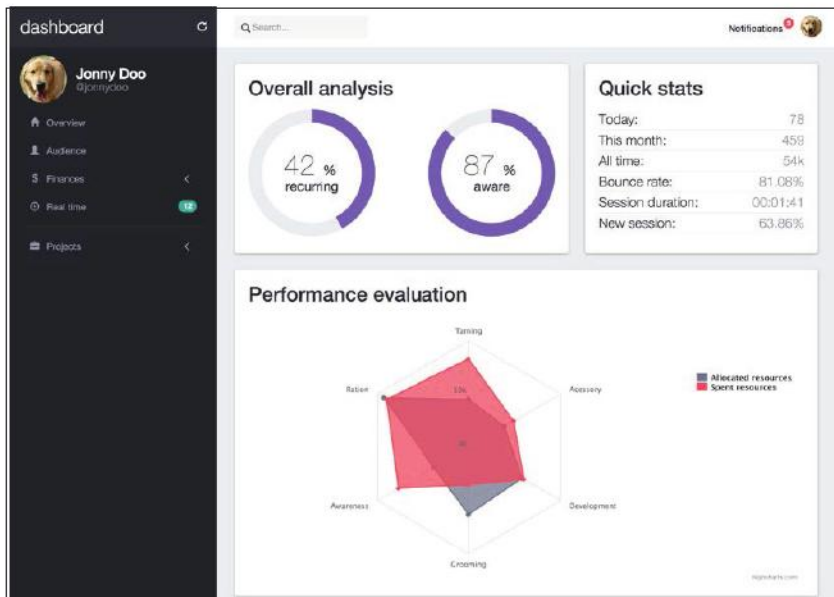 dashboard
Search...
Notifications
Jonny Doo
@jonnydoo
Overview
Audience
$ Finances
Real time 12
Projects
Overall analysis
42 %
recurring
87 %
aware
Quick stats
Today: 78
This month: 459
All time: 54k
Bounce rate: 81.08%
Session duration: 00:01:41
New session: 63.86%
Performance evaluation
Taming
Ration
10k
Awareness
Grooming
Development
Allocated resources
Spent resources